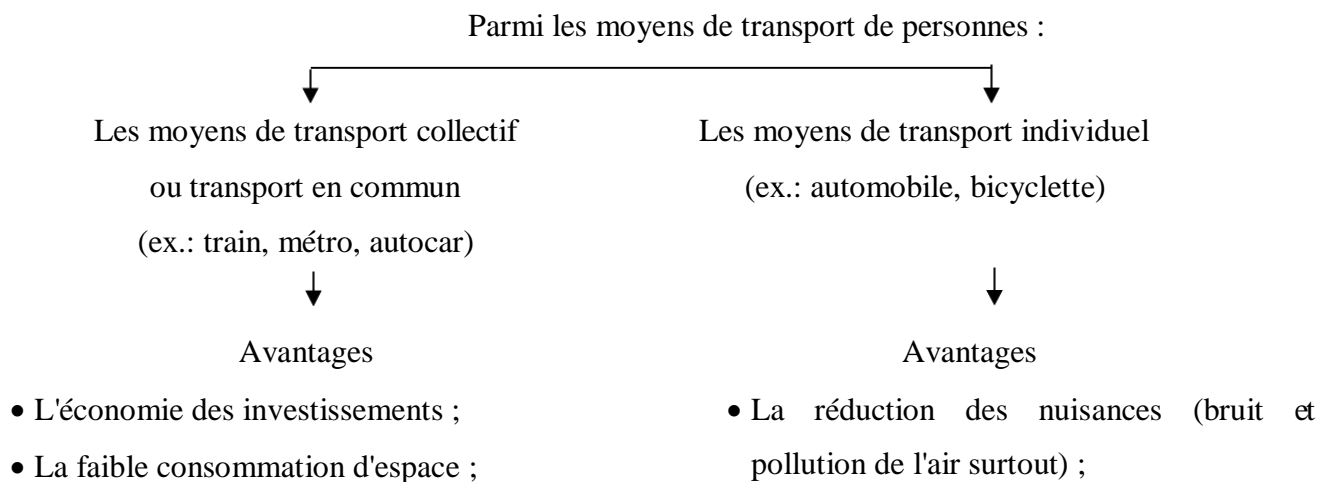 Parmi les moyens de transport de personnes :
Les moyens de transport collectif
ou transport en commun
(ex.: train, métro, autocar)
Les moyens de transport individuel
(ex.: automobile, bicyclette)
Avantages
• L'économie des investissements ;
• La faible consommation d'espace ;
Avantages
• La réduction des nuisances (bruit et
pollution de l'air surtout) ;